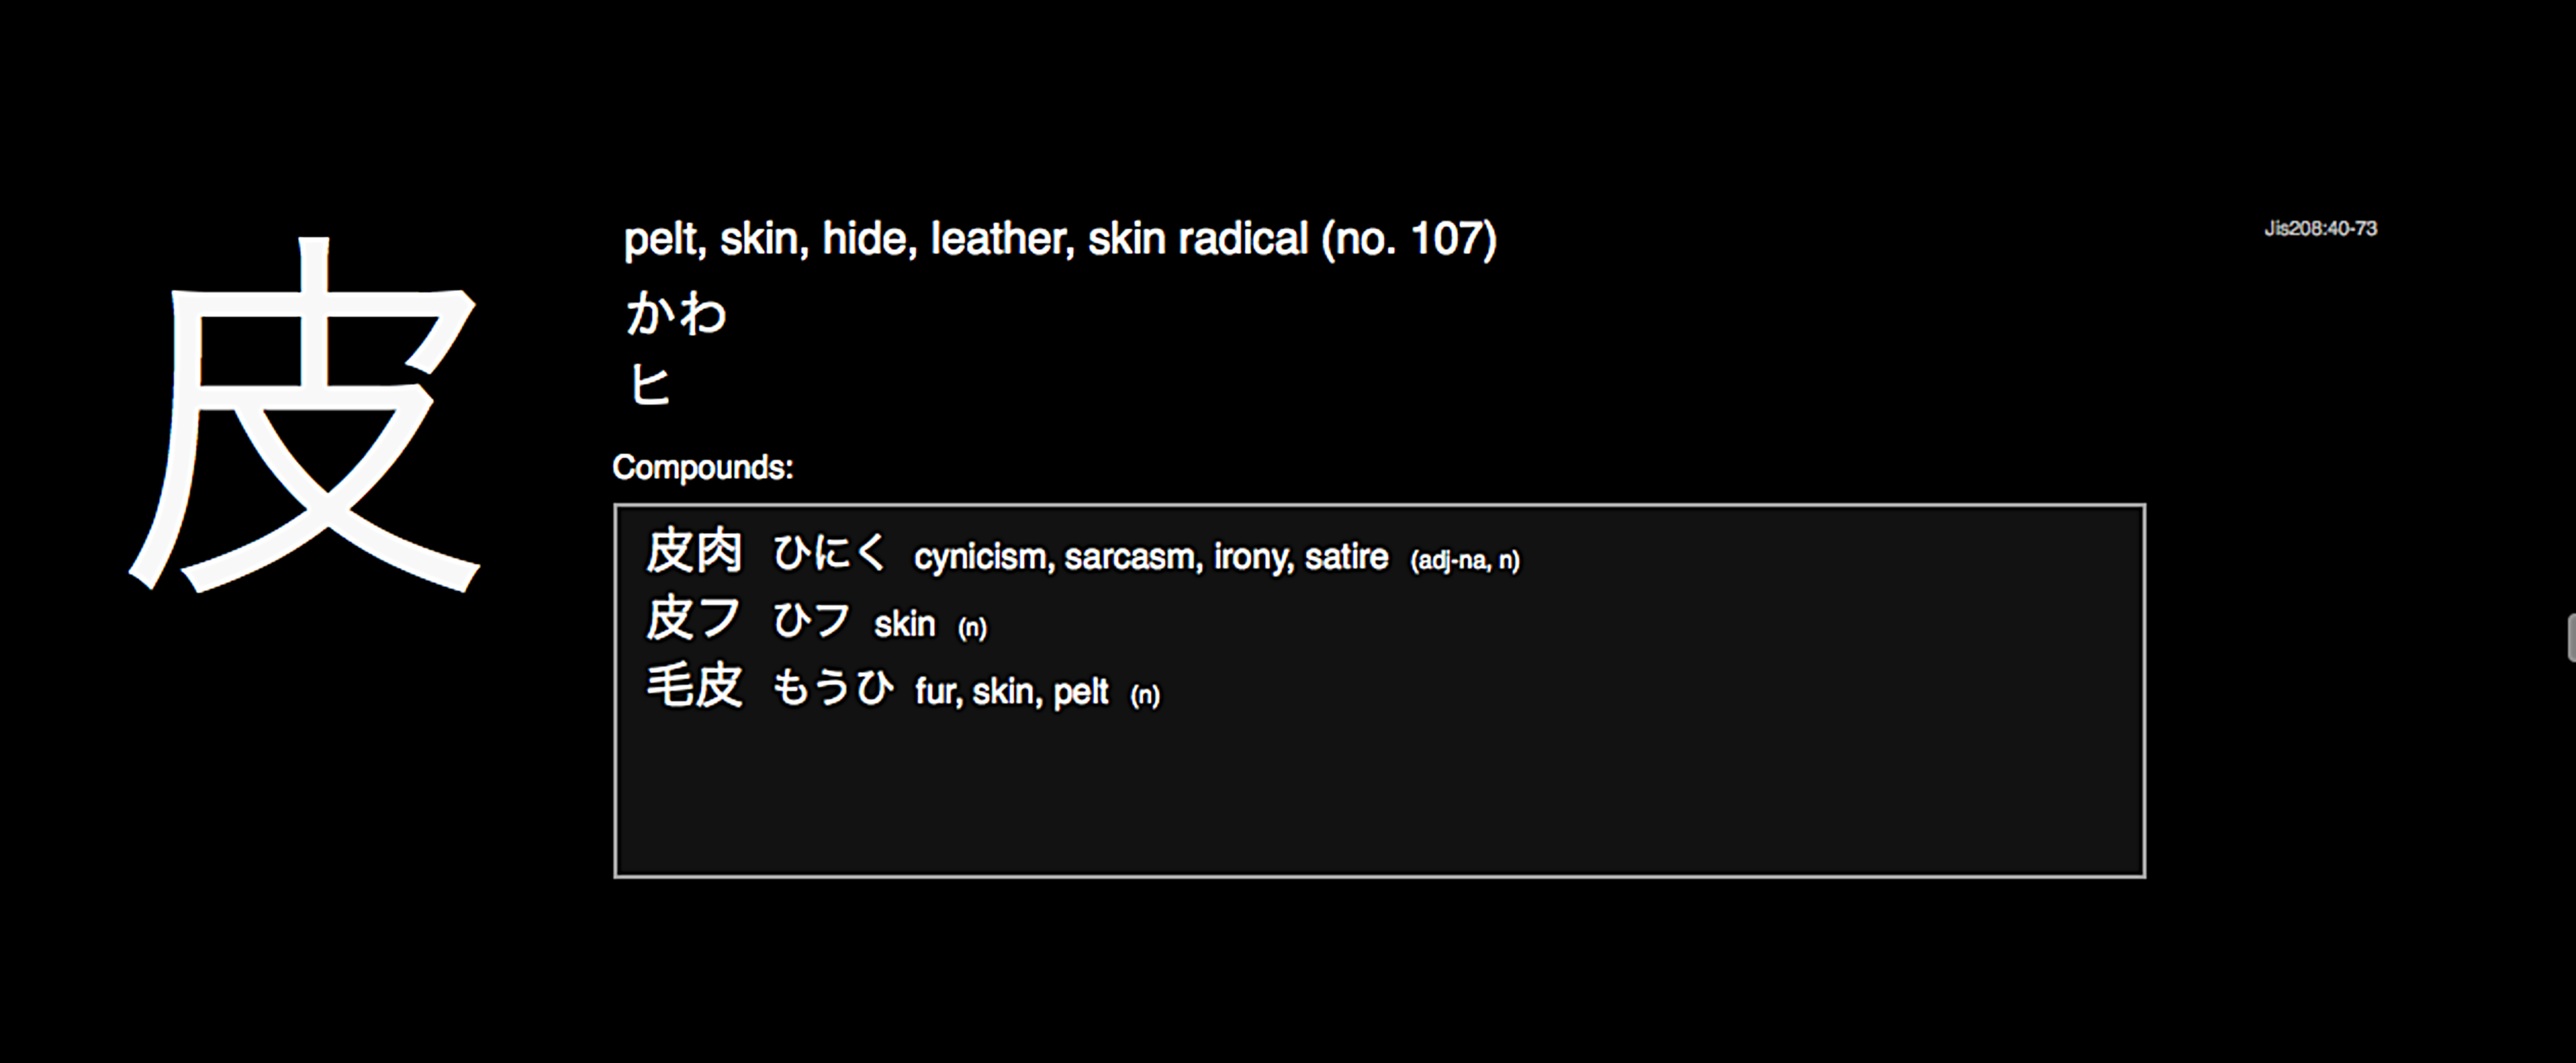 皮
pelt, skin, hide, leather, skin radical (no. 107)
Jis208:40-73
かわ
ヒ
Compounds:
皮肉 ひにく cynicism, sarcasm, irony, satire (adj-na, n)
皮フ ひフ skin (n)
毛皮 もうひ fur, skin, pelt (n)